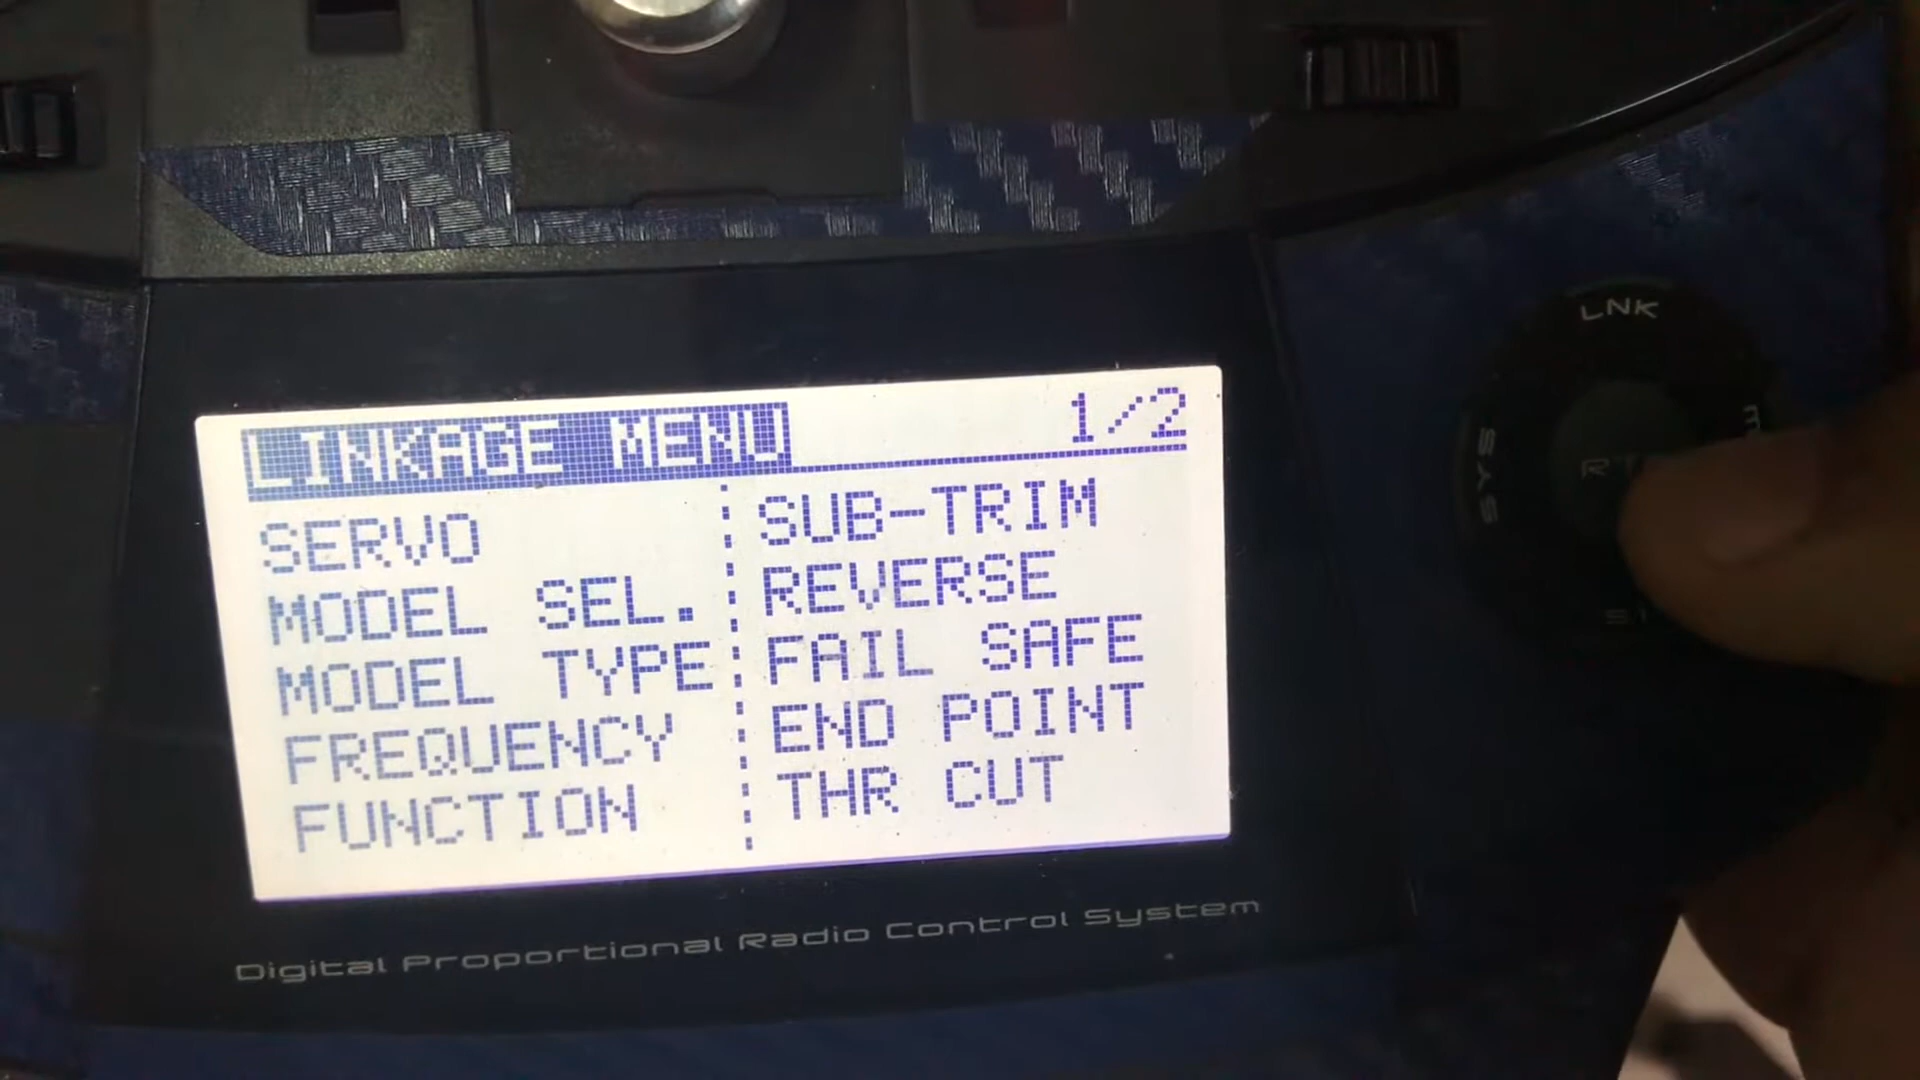 LNK
SYS
LINKAGE MENU 1/2
SERVO
MODEL SEL.
MODEL TYPE
FREQUENCY
FUNCTION
SUB-TRIM
REVERSE
FAIL SAFE
END POINT
THR CUT
Digital Proportional Radio Control System